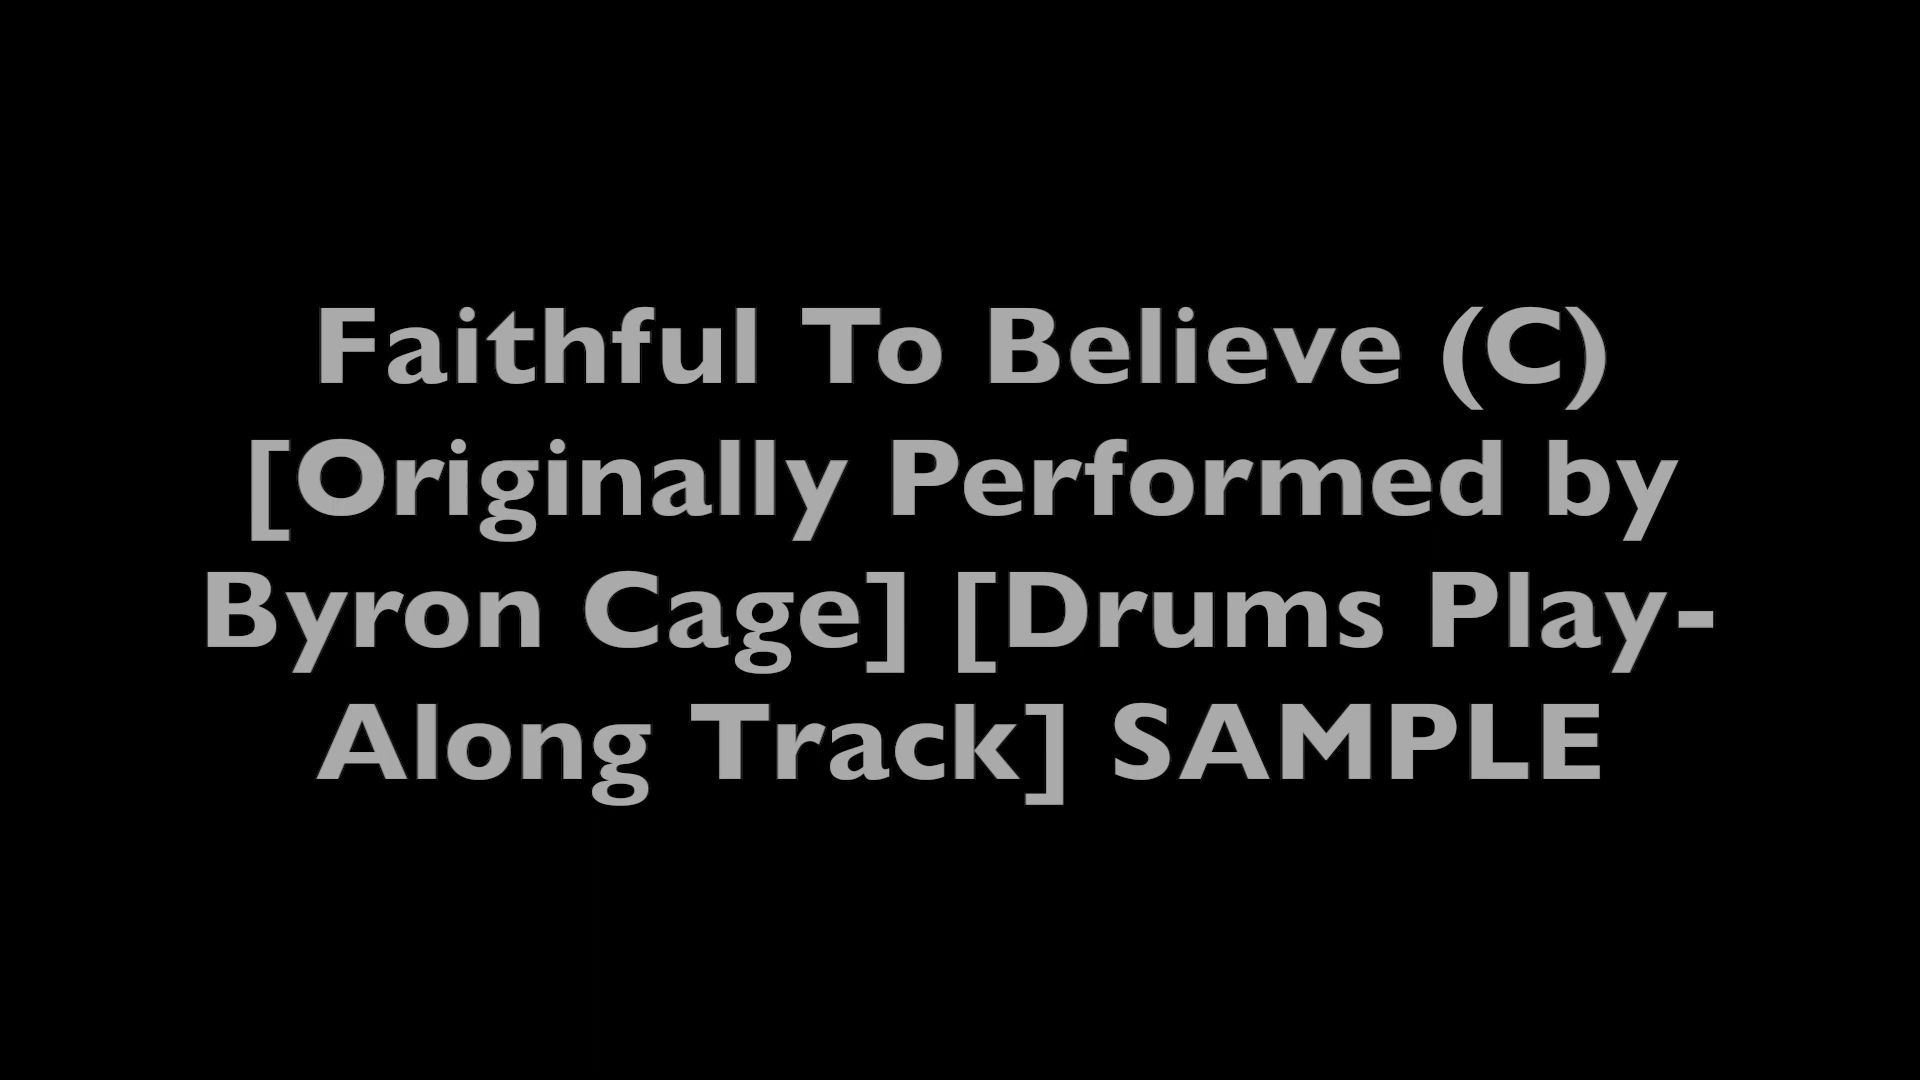 Faithful To Believe (C)
[Originally Performed by
Byron Cage] [Drums Play-
Along Track] SAMPLE